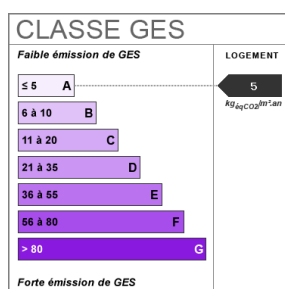 CLASSE GES
Faible émission de GES
LOGEMENT
≤ 5 A
5
kgéqCO2/m².an
6 à 10 B
11 à 20 C
21 à 35 D
36 à 55 E
56 à 80 F
> 80 G
Forte émission de GES